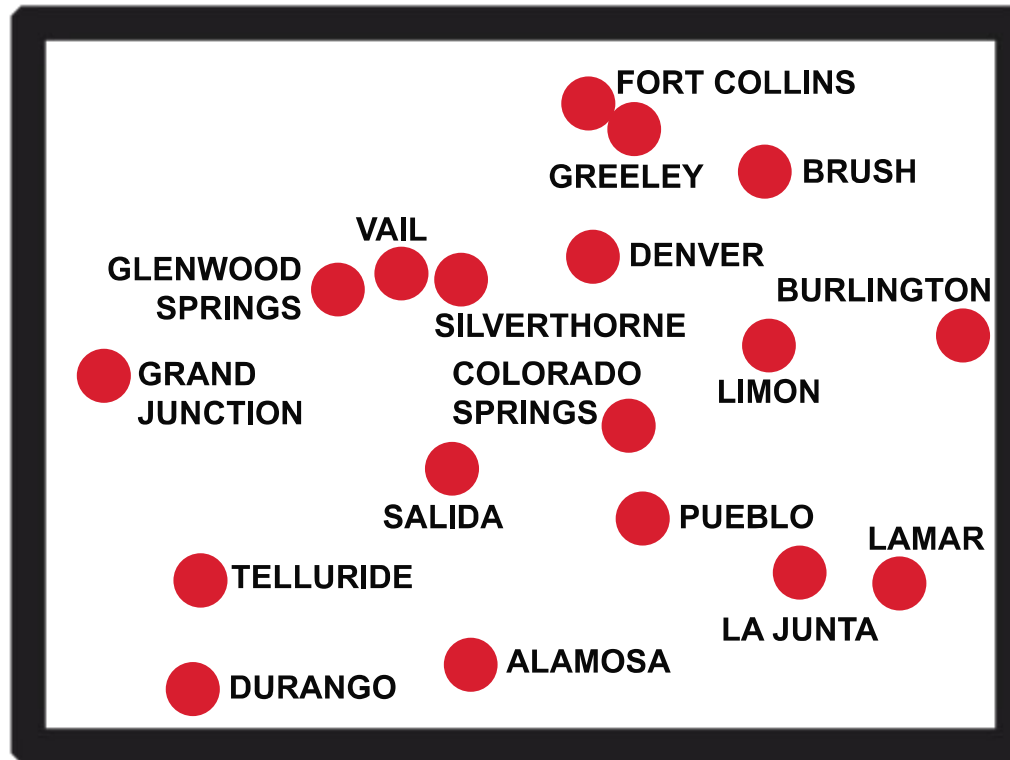 FORT COLLINS
GREELEY
BRUSH
VAIL
DENVER
GLENWOOD
SPRINGS
BURLINGTON
SILVERTHORNE
GRAND
JUNCTION
COLORADO
SPRINGS
LIMON
SALIDA
PUEBLO
LAMAR
TELLURIDE
LA JUNTA
ALAMOSA
DURANGO